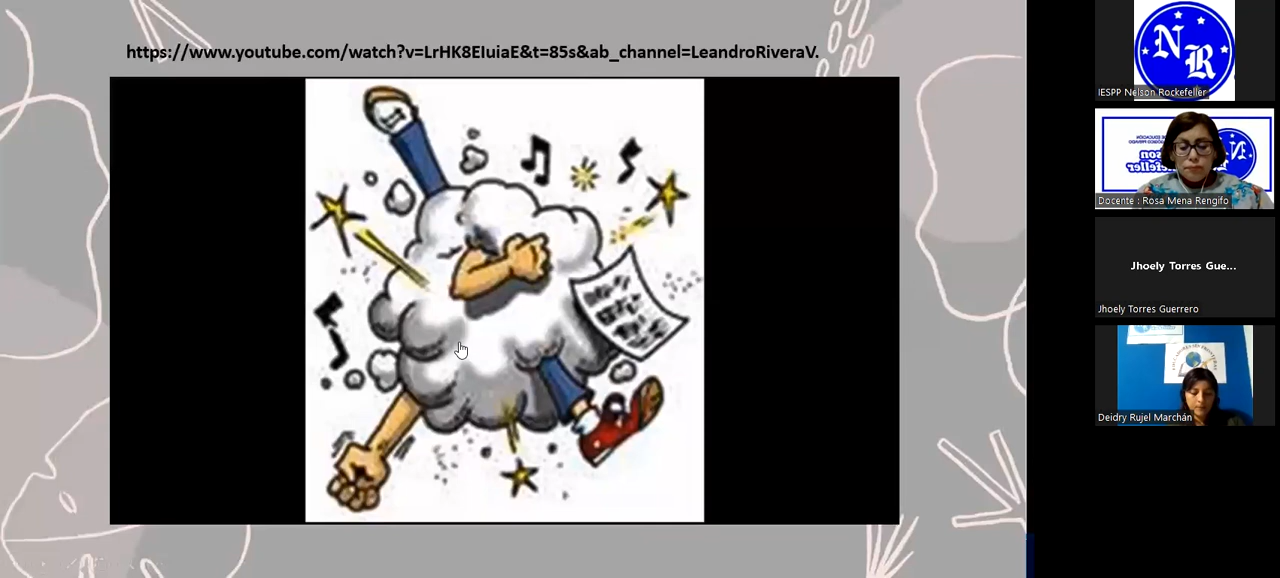 https://www.youtube.com/watch?v=LrHK8EIuiaE&t=85s&ab_channel=LeandroRiveraV.
N
R
IESPP Nelson Rockefeller
Docente : Rosa Mena Rengifo
Jhoely Torres Gue...
Jhoely Torres Guerrero
Deidry Rujel Marchán